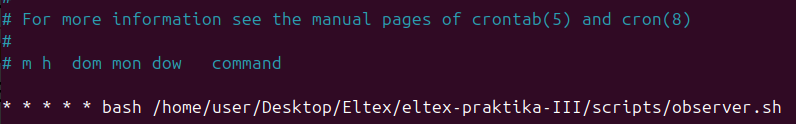 #
# For more information see the manual pages of crontab(5) and cron(8)
#
# m h  dom mon dow   command
* * * * * bash /home/user/Desktop/Eltex/eltex-praktika-III/scripts/observer.sh